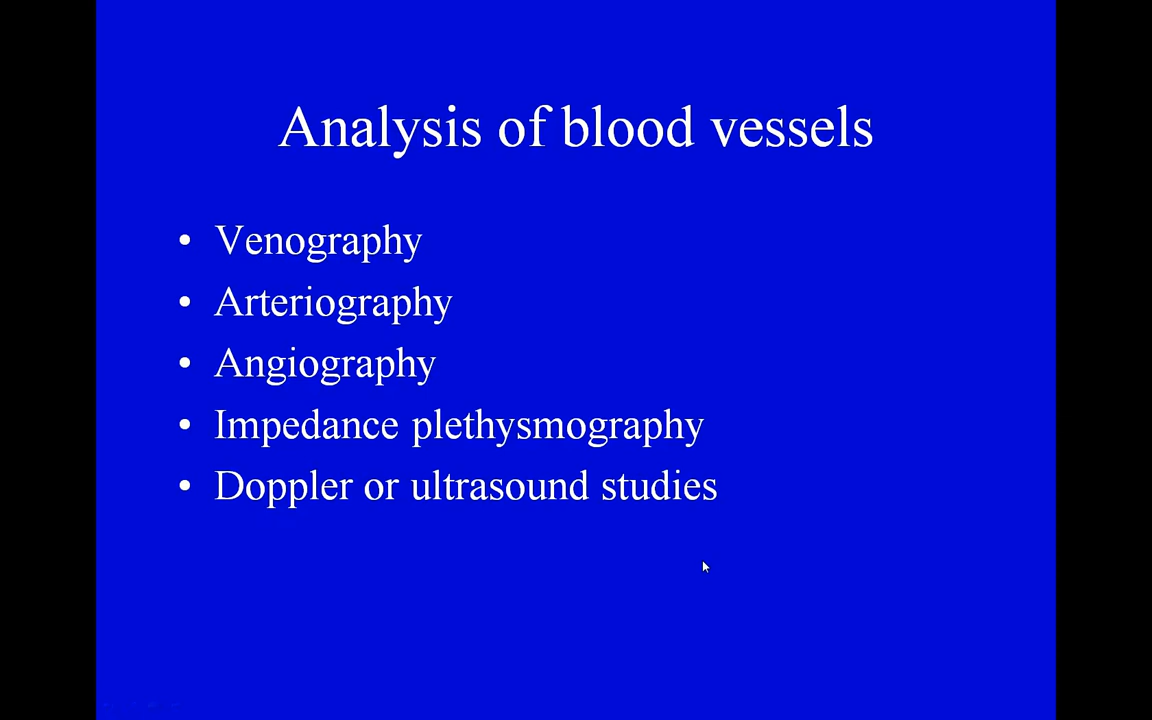 Analysis of blood vessels
• Venography
• Arteriography
• Angiography
• Impedance plethysmography
• Doppler or ultrasound studies